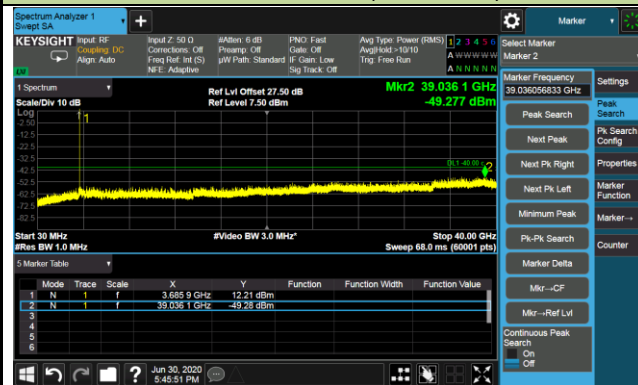 Spectrum Analyzer 1
Swept SA
Marker
KEYSIGHT
Input: RF
Coupling: DC
Align: Auto
Input Z: 50 Ω
Corrections: Off
Freq Ref: Int (S)
NFE: Adaptive
#Atten: 6 dB
Preamp: Off
µW Path: Standard
PNO: Fast
Gate: Off
IF Gain: Low
Sig Track: Off
Avg Type: Power (RMS)
Avg|Hold:>10/10
Trig: Free Run
1 2 3 4 5 6
A W W W W W
A N N N N N
Select Marker
Marker 2
1 Spectrum
Scale/Div 10 dB
Ref Lvl Offset 27.50 dB
Ref Level 7.50 dBm
Mkr2 39.036 1 GHz
-49.277 dBm
Log
-2.50
-12.5
-22.5
-32.5
-42.5
-52.5
-62.5
-72.5
-82.5
1
2
Start 30 MHz
#Res BW 1.0 MHz
#Video BW 3.0 MHz*
Stop 40.00 GHz
Sweep 68.0 ms (60001 pts)
5 Marker Table
Mode Trace Scale X Y Function Function Width Function Value
1 N 1 f 3.685 9 GHz 12.21 dBm
2 N 1 f 39.036 1 GHz -49.28 dBm
3
4
5
6
Jun 30, 2020
5:45:51 PM
Marker Frequency
39.036056833 GHz
Peak Search
Next Peak
Next Pk Right
Next Pk Left
Minimum Peak
Pk-Pk Search
Marker Delta
Mkr→CF
Mkr→Ref Lvl
Continuous Peak
Search
On
Off
Settings
Peak
Search
Pk Search
Config
Properties
Marker
Function
Marker→
Counter